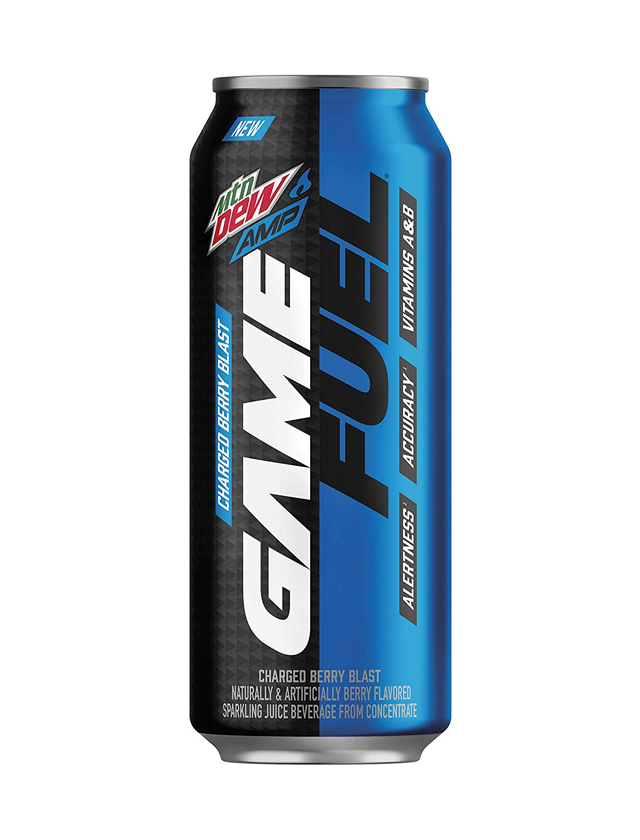 NEW
mtn
DEW
AMP
GAME
FUEL®
CHARGED BERRY BLAST
ALERTNESS
ACCURACY
VITAMINS A&B
CHARGED BERRY BLAST
NATURALLY & ARTIFICIALLY BERRY FLAVORED
SPARKLING JUICE BEVERAGE FROM CONCENTRATE